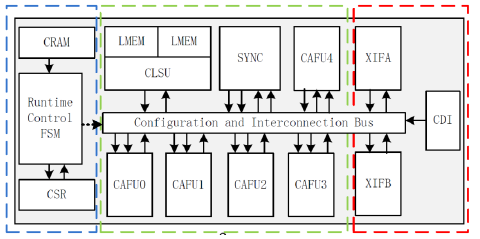 CRAM
Runtime
Control
FSM
CSR
LMEM
LMEM
CLSU
SYNC
CAFU4
XIFA
Configuration and Interconnection Bus
CDI
CAFU0
CAFU1
CAFU2
CAFU3
XIFB